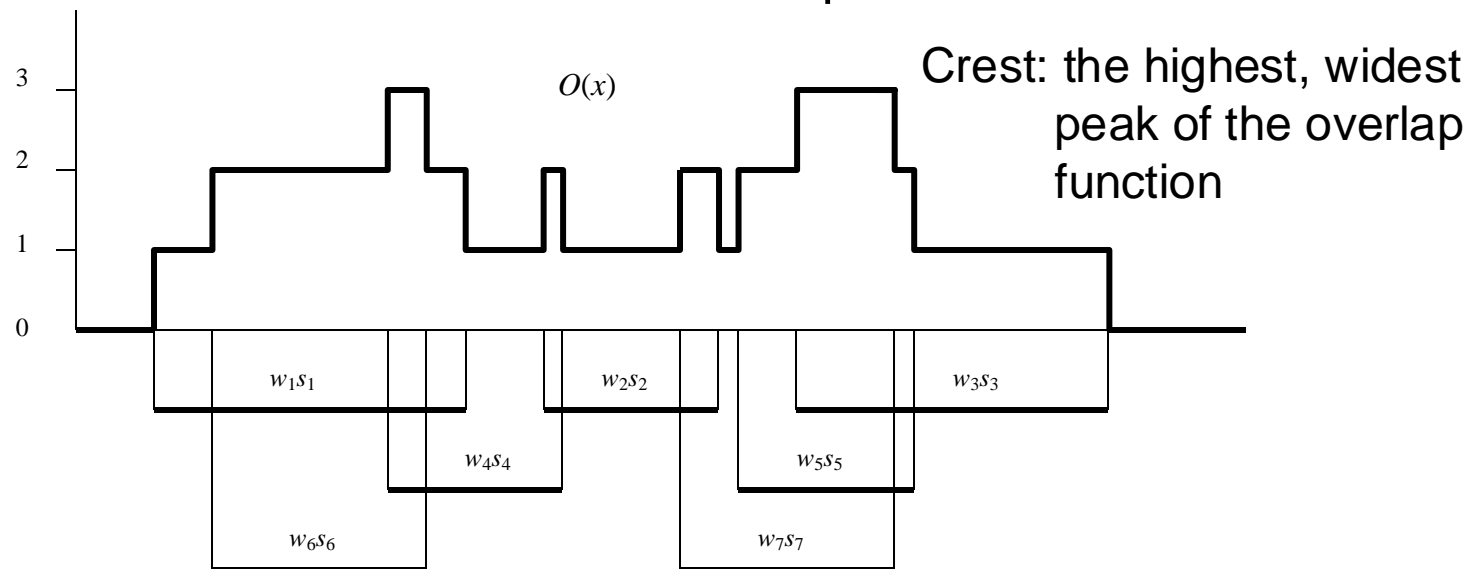 3
O(x)
Crest: the highest, widest
peak of the overlap
function
2
1
0
w₁s₁
w₂s₂
w₃s₃
w₄s₄
w₅s₅
w₆s₆
w₇s₇